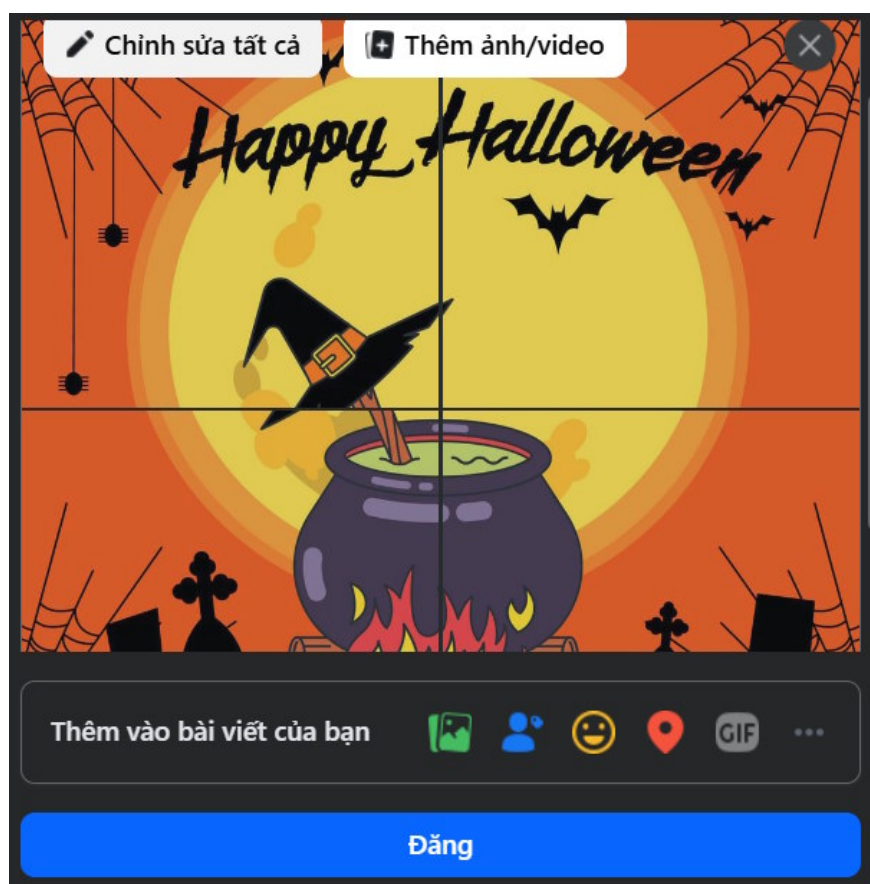 Chỉnh sửa tất cả
Thêm ảnh/video
Happy Halloween
Thêm vào bài viết của bạn
GIF
Đăng